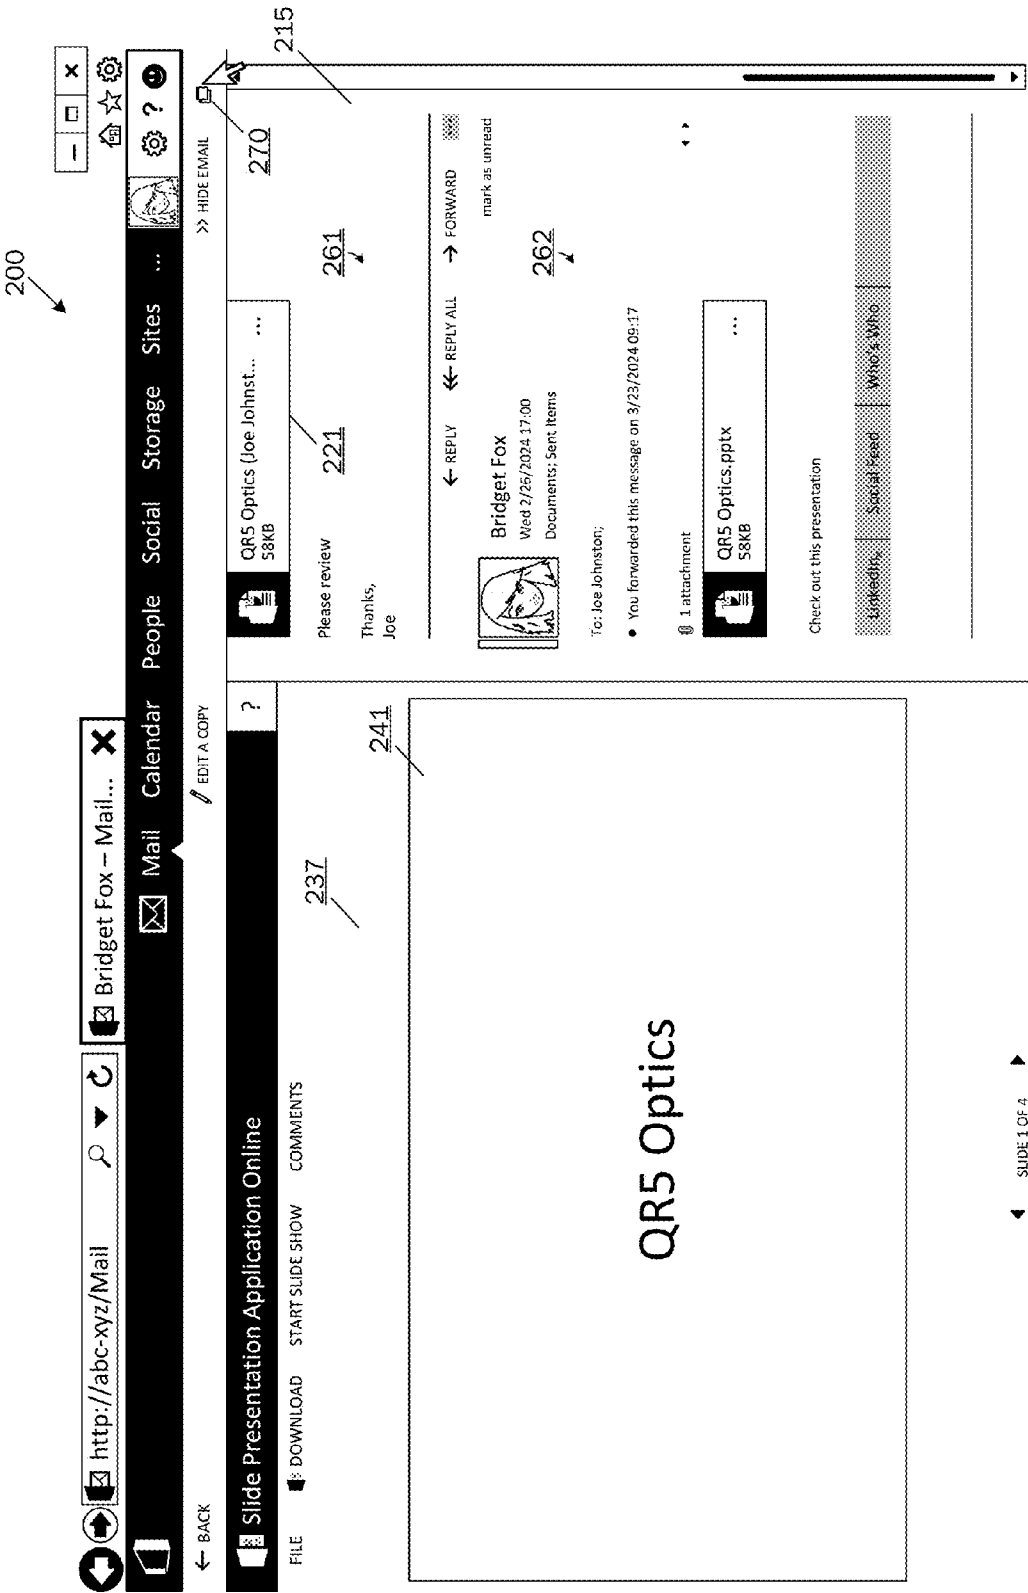 200
http://abc-xyz/Mail
Bridget Fox – Mail...
Mail Calendar People Social Storage Sites ... ?
BACK
EDIT A COPY
>> HIDE EMAIL
270
215
Slide Presentation Application Online ?
FILE DOWNLOAD START SLIDE SHOW COMMENTS
237
241
QR5 Optics
SLIDE 1 OF 4
QR5 Optics (Joe Johnst... ...
58KB
221
Please review
261
Thanks,
Joe
REPLY REPLY ALL FORWARD ...
mark as unread
Bridget Fox
Wed 2/26/2024 17:00
Documents; Sent Items
262
To: Joe Johnston;
• You forwarded this message on 3/23/2024 09:17
1 attachment
QR5 Optics.pptx ...
58KB
Check out this presentation
LinkedIn, Social Feed Who's Who